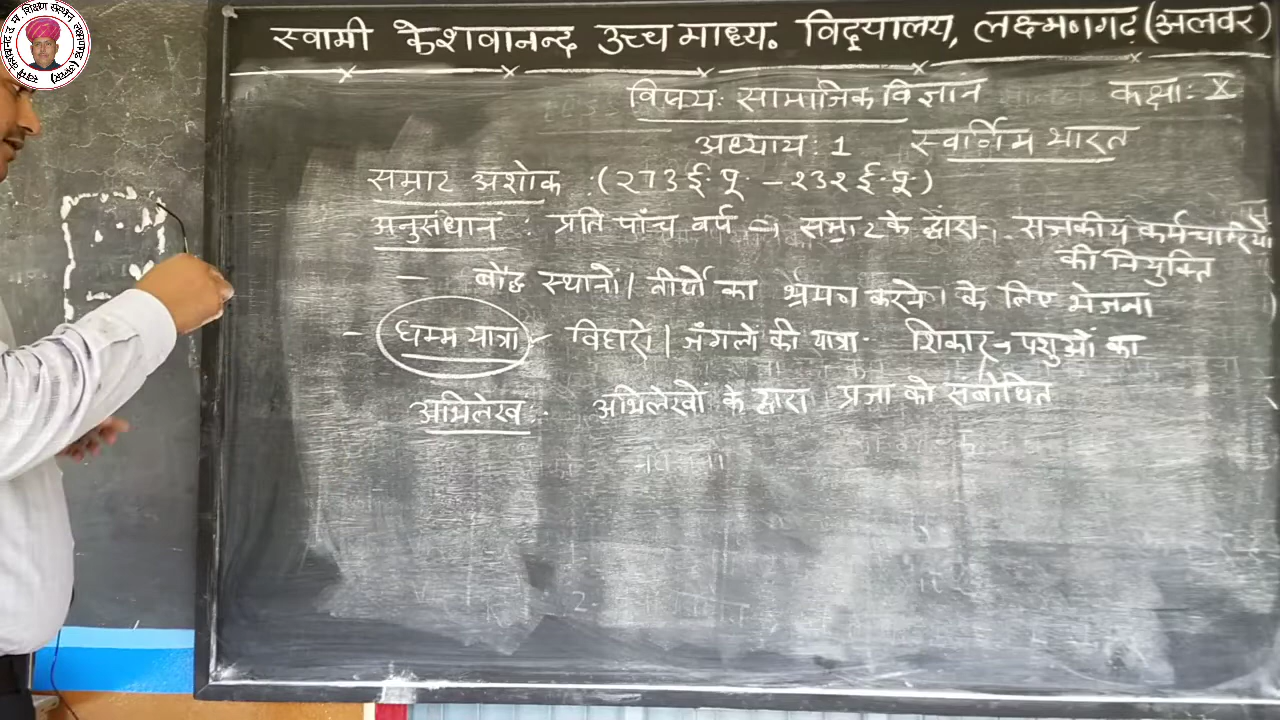 स्वामी केशवानन्द उच्च माध्य. विद्यालय, लक्ष्मणगढ़ (अलवर)
विषय: सामाजिक विज्ञान कक्षा: X
अध्याय: 1 स्वर्णिम भारत
सम्राट अशोक (273 ई.पू. – 232 ई.पू.)
अनुसंधान : प्रति पाँच वर्ष → सम्राट के द्वारा → राजकीय कर्मचारियों
की नियुक्ति
– बौद्ध स्थानों / तीर्थो का भ्रमण करने के लिए भेजना
– धम्म यात्रा – विहारो / जंगलो की यात्रा. शिकार → पशुओं का
अभिलेख : अभिलेखों के द्वारा प्रजा को संबोधित